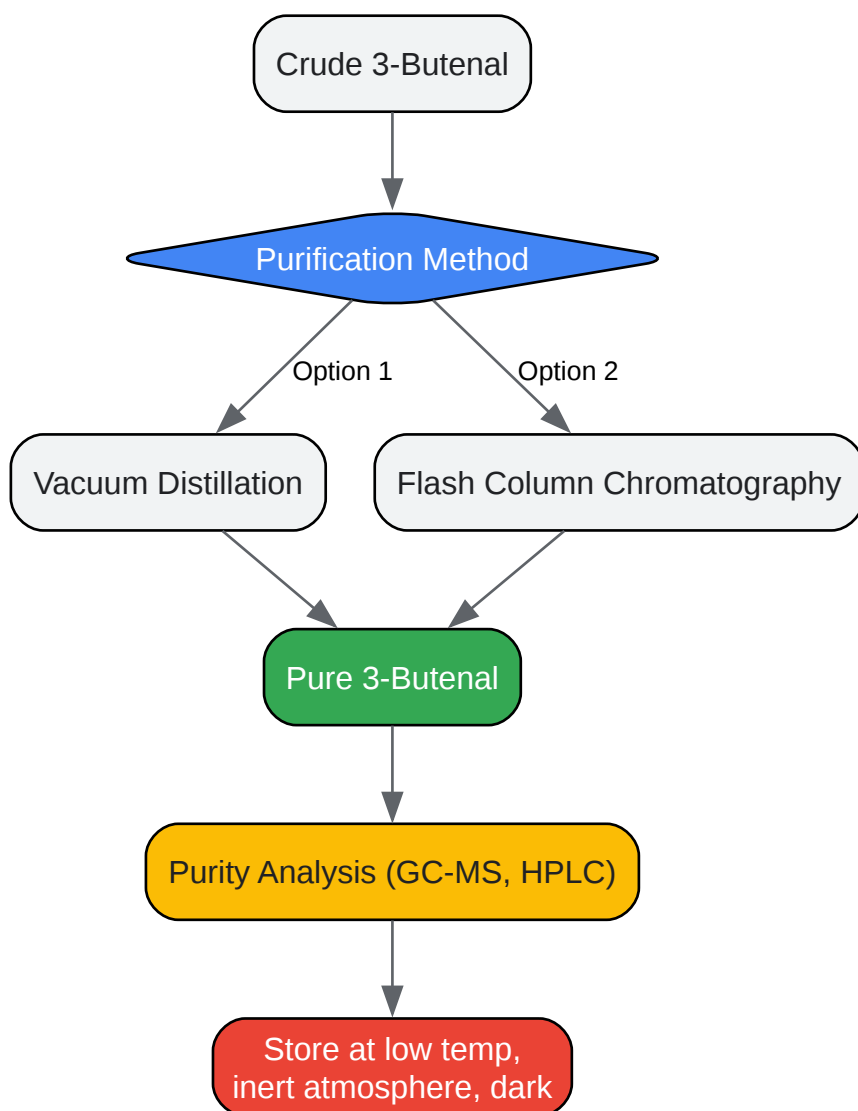 Crude 3-Butenal
Purification Method
Option 1
Option 2
Vacuum Distillation
Flash Column Chromatography
Pure 3-Butenal
Purity Analysis (GC-MS, HPLC)
Store at low temp,
inert atmosphere, dark